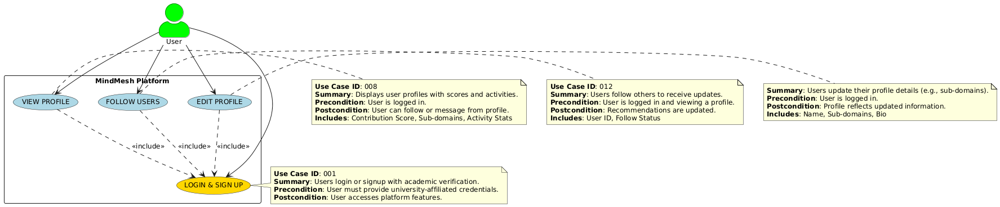 User
MindMesh Platform
VIEW PROFILE
FOLLOW USERS
EDIT PROFILE
Use Case ID: 008
Summary: Displays user profiles with scores and activities.
Precondition: User is logged in.
Postcondition: User can follow or message from profile.
Includes: Contribution Score, Sub-domains, Activity Stats
Use Case ID: 012
Summary: Users follow others to receive updates.
Precondition: User is logged in and viewing a profile.
Postcondition: Recommendations are updated.
Includes: User ID, Follow Status
Summary: Users update their profile details (e.g., sub-domains).
Precondition: User is logged in.
Postcondition: Profile reflects updated information.
Includes: Name, Sub-domains, Bio
«include»
«include»
«include»
LOGIN & SIGN UP
Use Case ID: 001
Summary: Users login or signup with academic verification.
Precondition: User must provide university-affiliated credentials.
Postcondition: User accesses platform features.